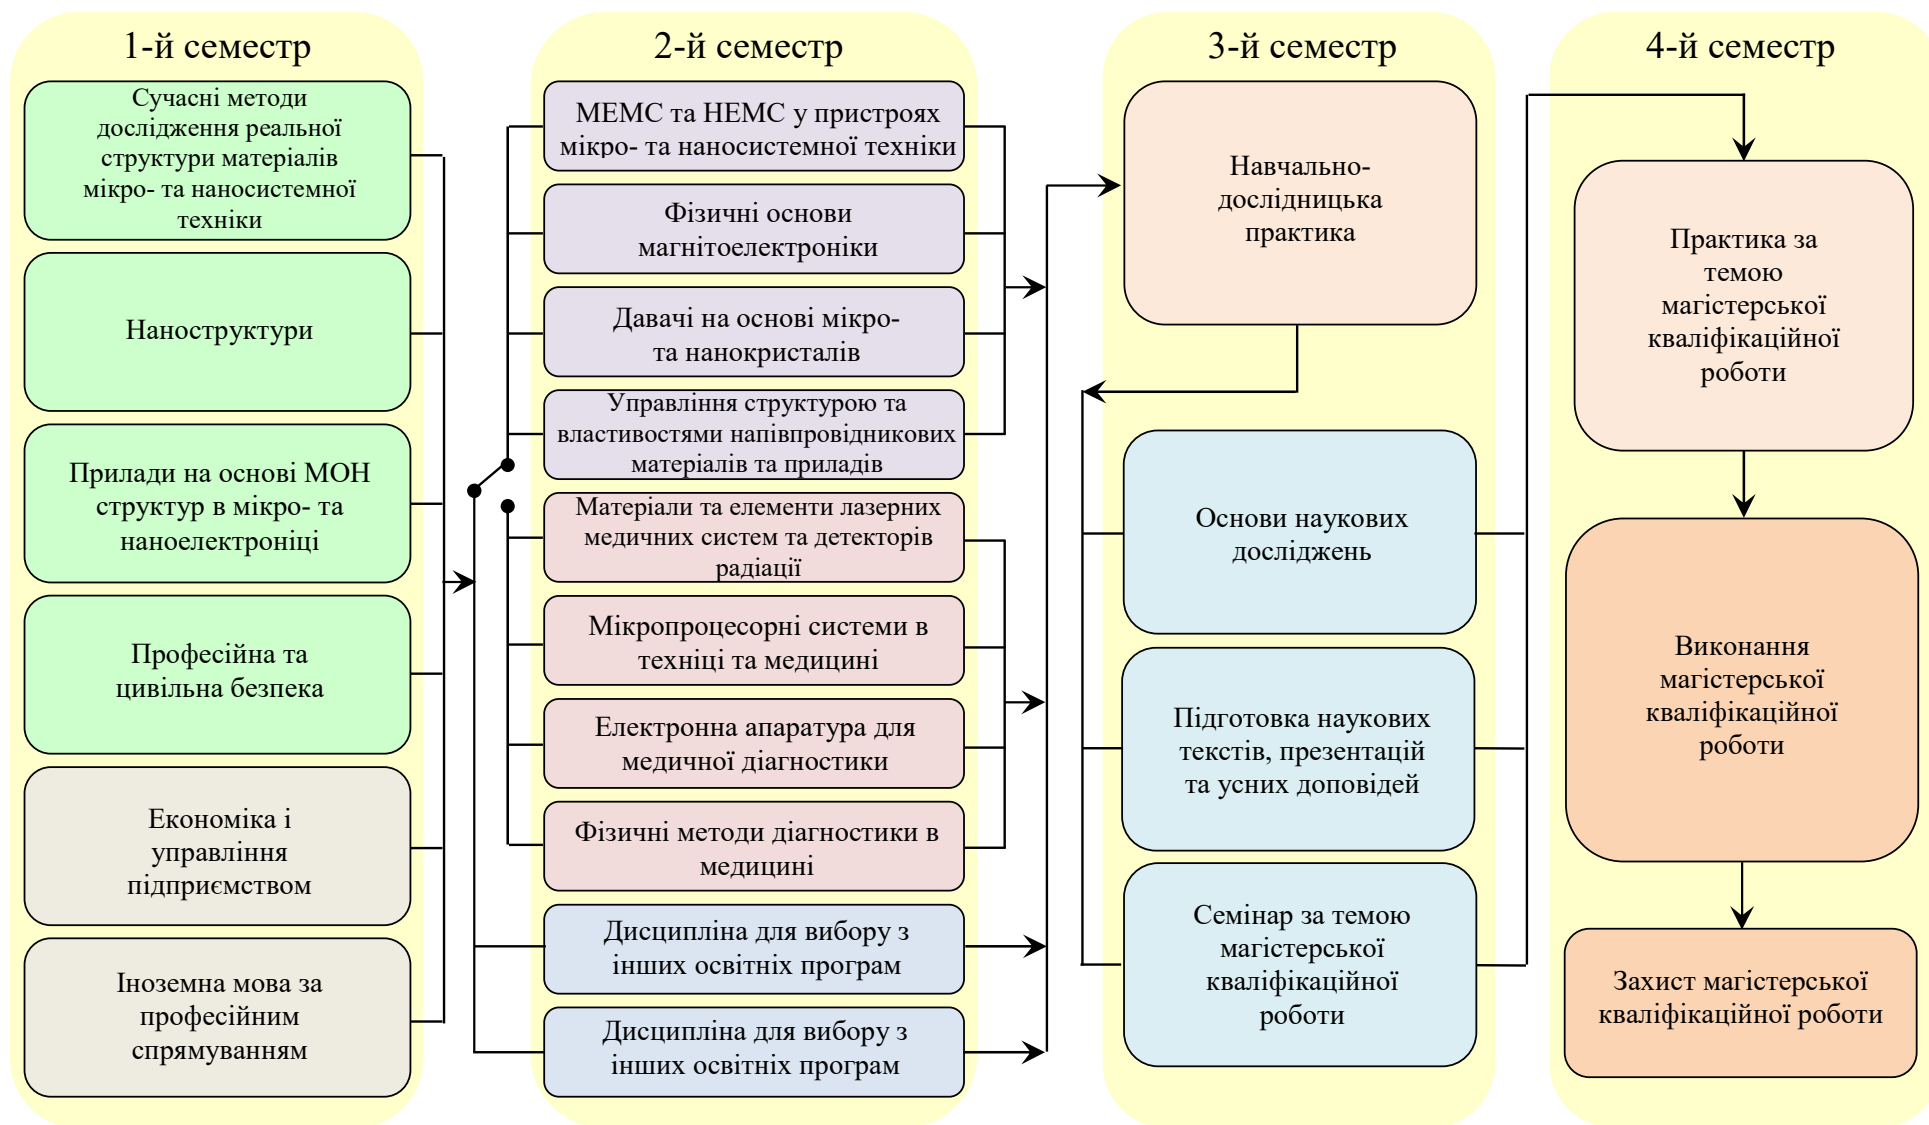 1-й семестр
Сучасні методи
дослідження реальної
структури матеріалів
мікро- та наносистемної
техніки
Наноструктури
Прилади на основі МОН
структур в мікро- та
наноелектроніці
Професійна та
цивільна безпека
Економіка і
управління
підприємством
Іноземна мова за
професійним
спрямуванням
2-й семестр
МЕМС та НЕМС у пристроях
мікро- та наносистемної техніки
Фізичні основи
магнітоелектроніки
Давачі на основі мікро-
та нанокристалів
Управління структурою та
властивостями напівпровідникових
матеріалів та приладів
Матеріали та елементи лазерних
медичних систем та детекторів
радіації
Мікропроцесорні системи в
техніці та медицині
Електронна апаратура для
медичної діагностики
Фізичні методи діагностики в
медицині
Дисципліна для вибору з
інших освітніх програм
Дисципліна для вибору з
інших освітніх програм
3-й семестр
Навчально-
дослідницька
практика
Основи наукових
досліджень
Підготовка наукових
текстів, презентацій
та усних доповідей
Семінар за темою
магістерської
кваліфікаційної
роботи
4-й семестр
Практика за
темою
магістерської
кваліфікаційної
роботи
Виконання
магістерської
кваліфікаційної
роботи
Захист магістерської
кваліфікаційної роботи